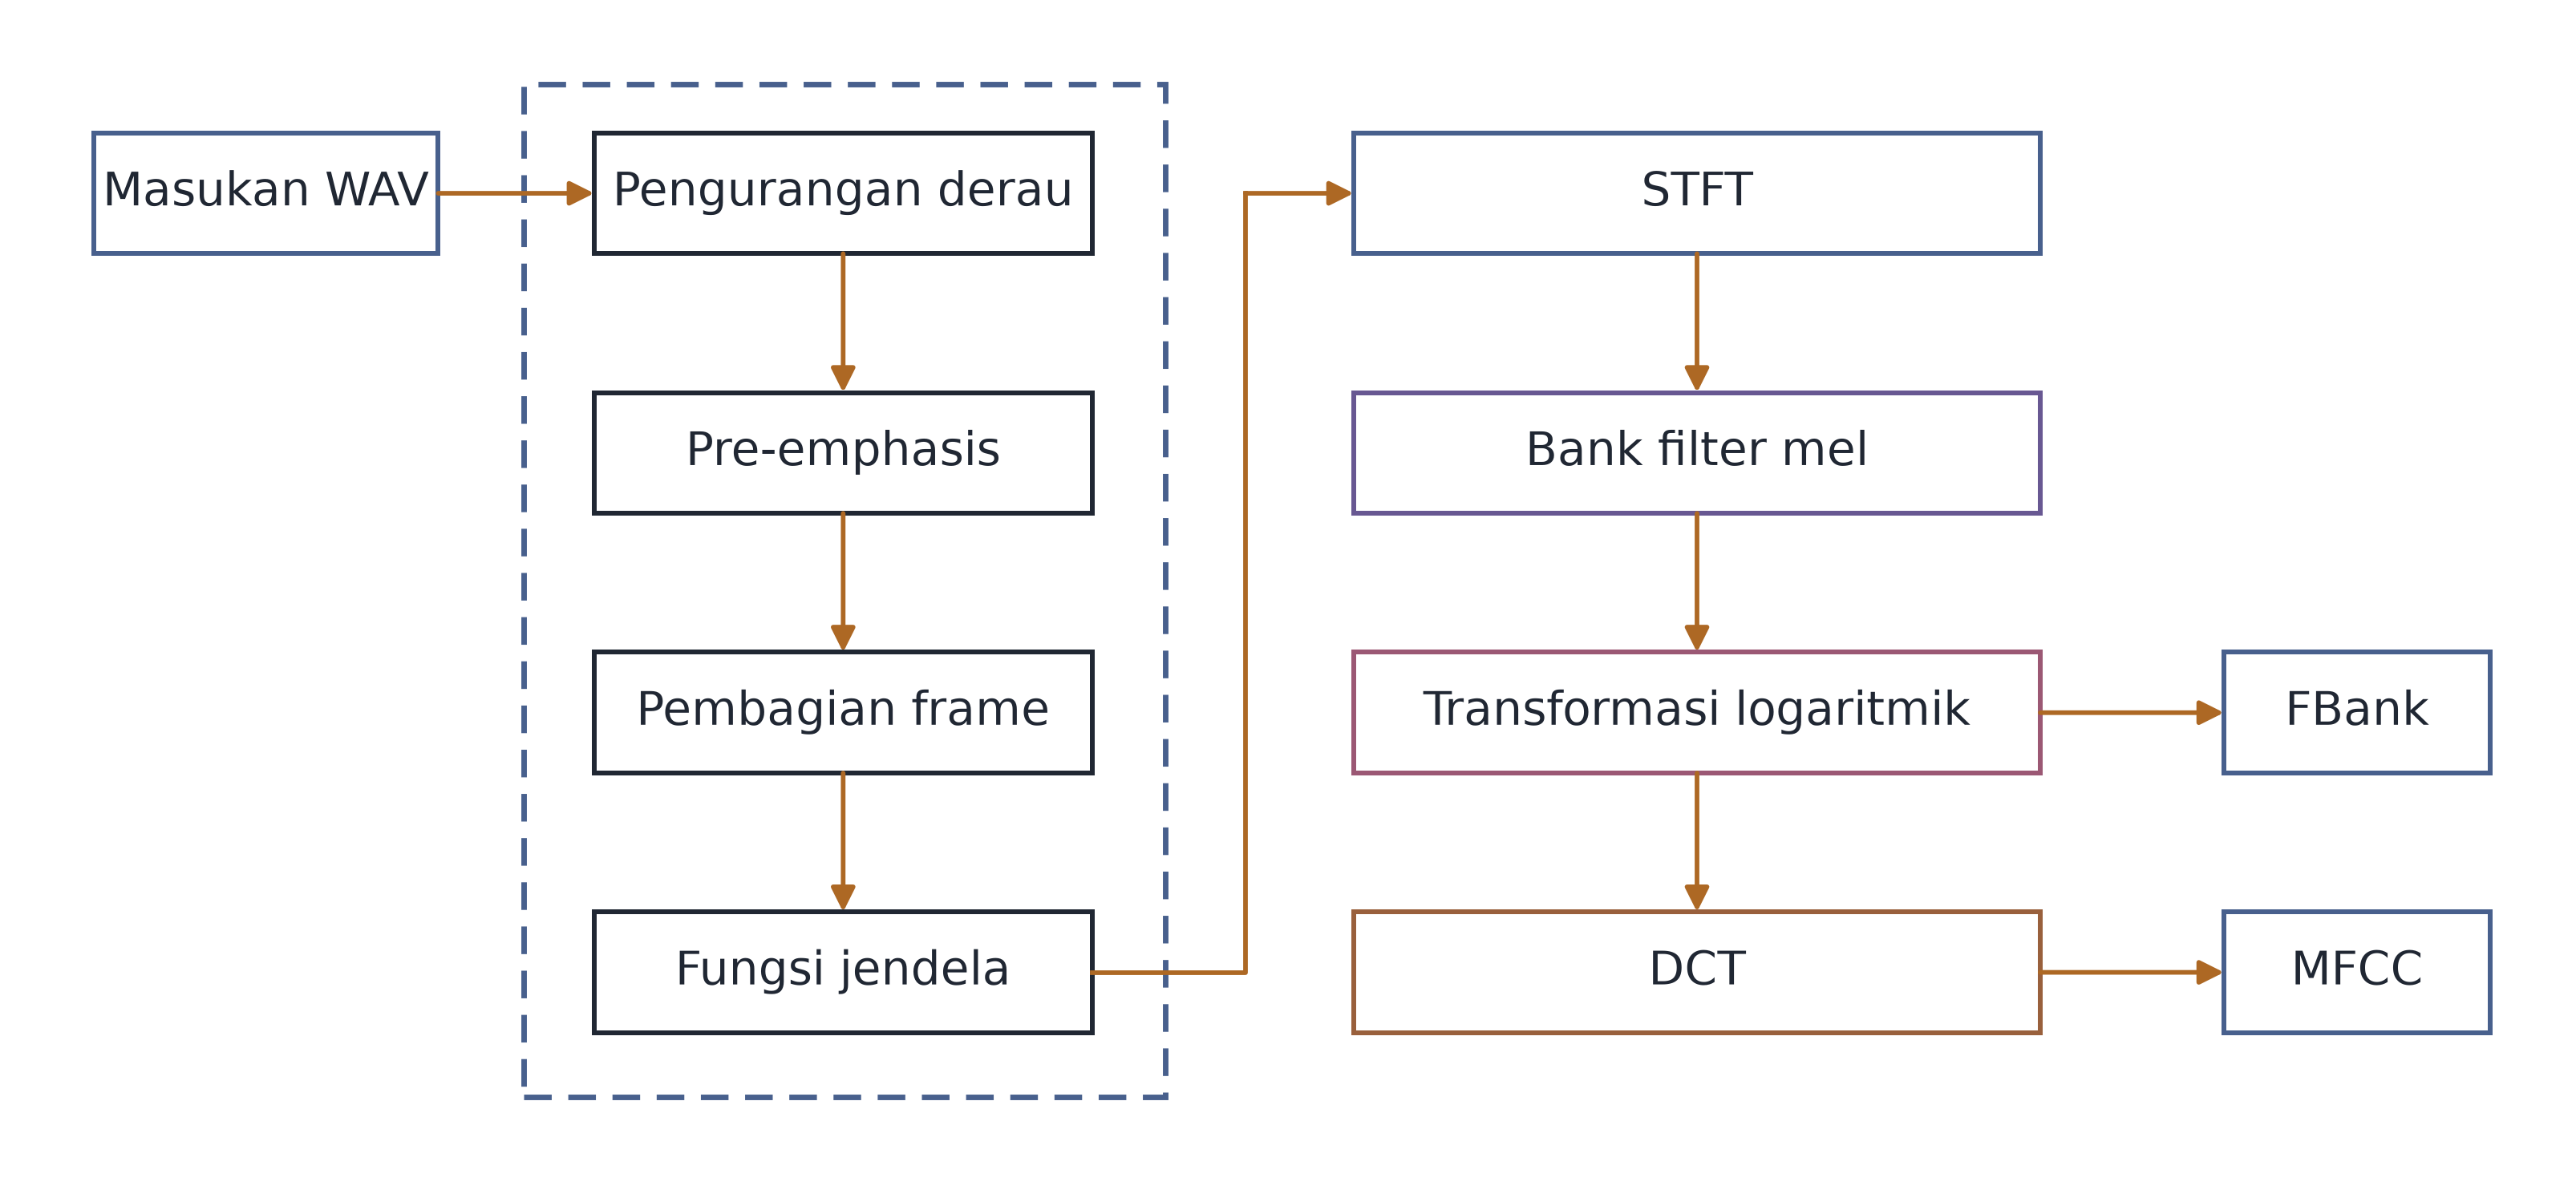 Masukan WAV
Pengurangan derau
Pre-emphasis
Pembagian frame
Fungsi jendela
STFT
Bank filter mel
Transformasi logaritmik
FBank
DCT
MFCC